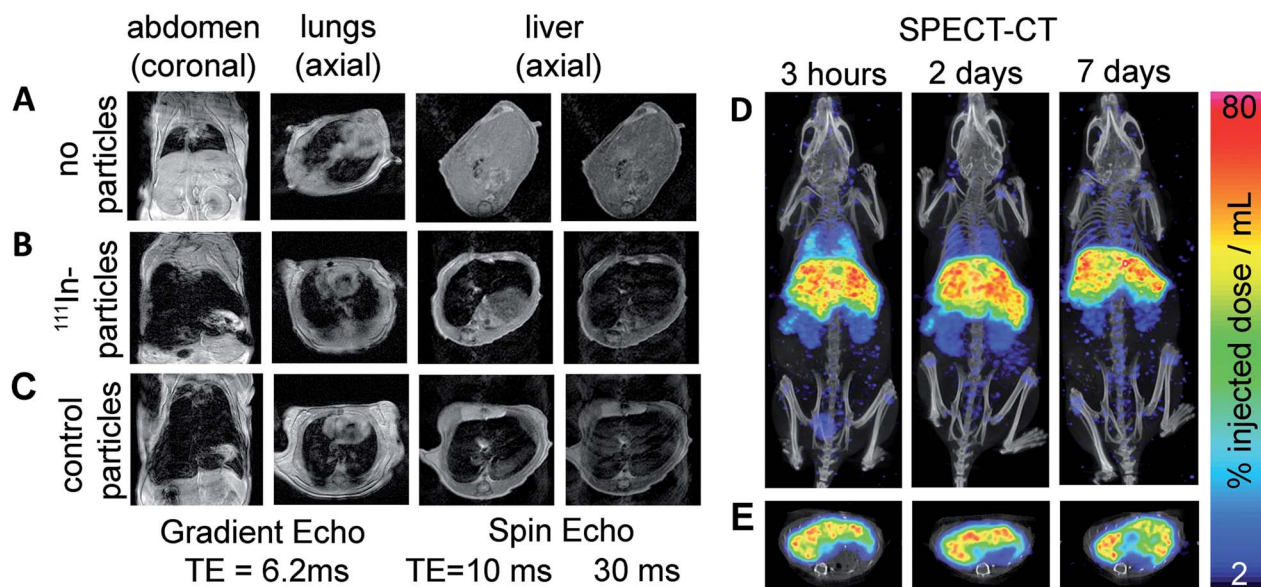 abdomen
(coronal)
lungs
(axial)
liver
(axial)
A
no
particles
B
¹¹¹In-
particles
C
control
particles
Gradient Echo
TE = 6.2ms
Spin Echo
TE=10 ms
30 ms
SPECT-CT
3 hours
2 days
7 days
D
E
80
% injected dose / mL
2